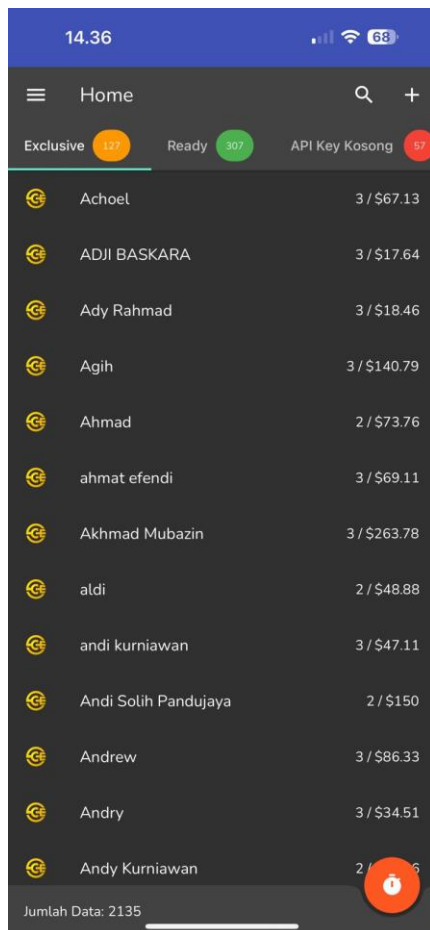 14.36 68
Home
Exclusive 127 Ready 307 API Key Kosong 57
Achoel 3 / $67.13
ADJI BASKARA 3 / $17.64
Ady Rahmad 3 / $18.46
Agih 3 / $140.79
Ahmad 2 / $73.76
ahmat efendi 3 / $69.11
Akhmad Mubazin 3 / $263.78
aldi 2 / $48.88
andi kurniawan 3 / $47.11
Andi Solih Pandujaya 2 / $150
Andrew 3 / $86.33
Andry 3 / $34.51
Andy Kurniawan 2 /
Jumlah Data: 2135